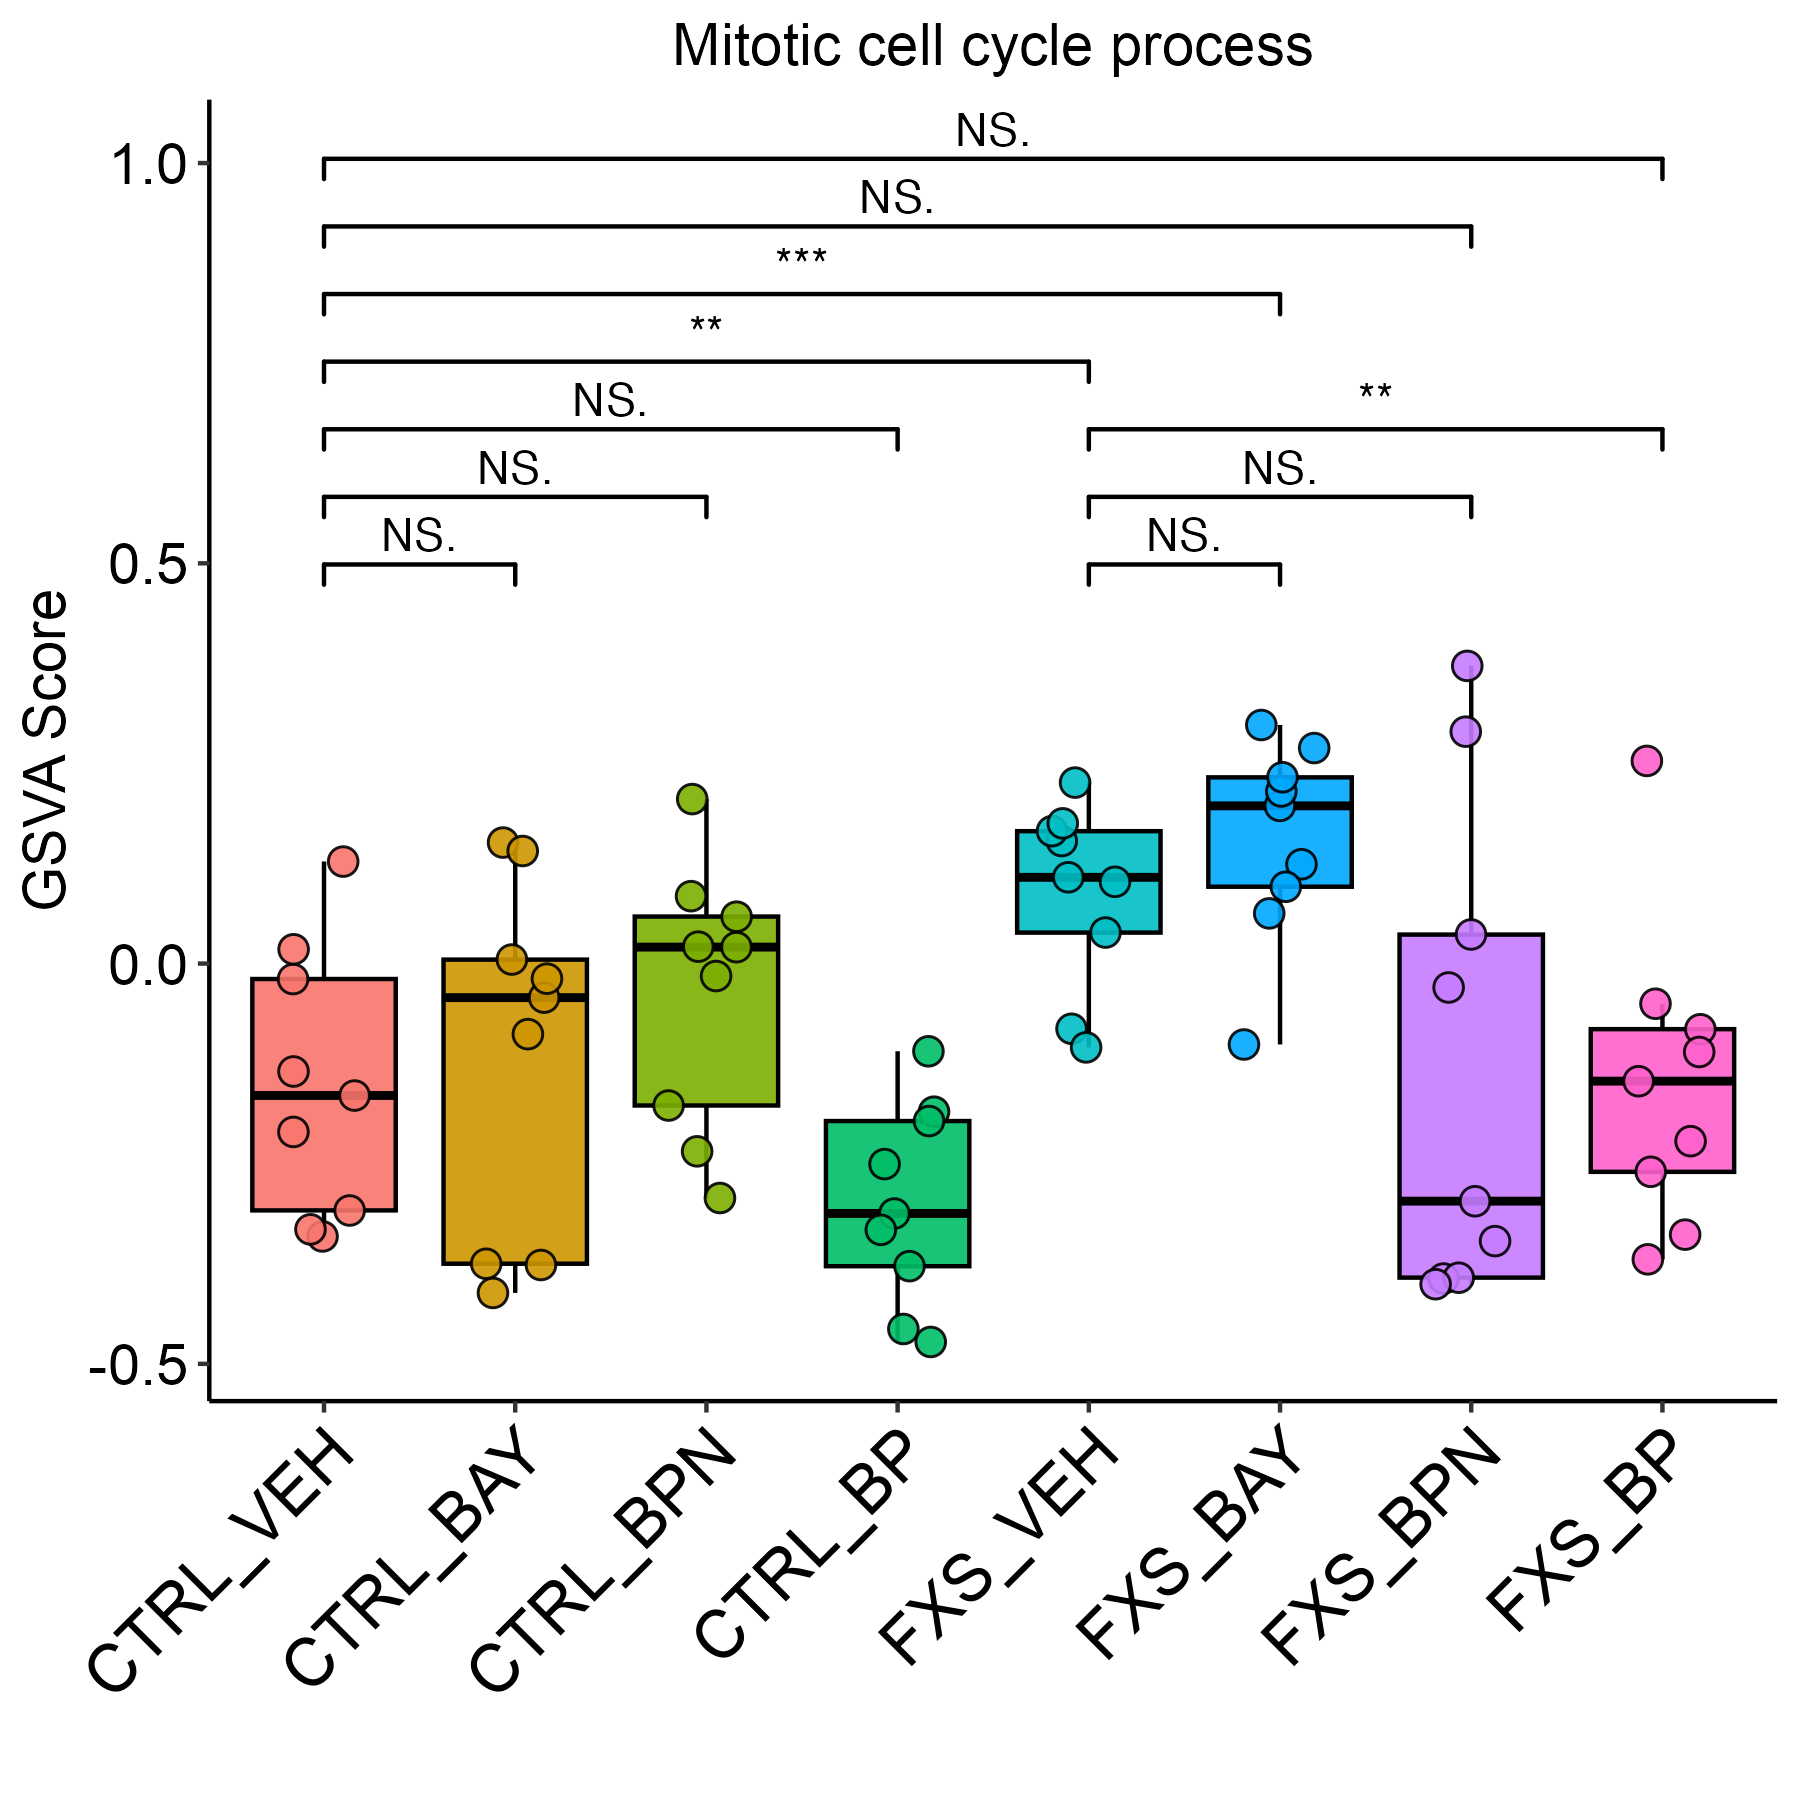 Mitotic cell cycle process
NS.
NS.
***
**
NS.
**
NS.
NS.
NS.
NS.
GSVA Score
1.0
0.5
0.0
-0.5
CTRL_VEH
CTRL_BAY
CTRL_BPN
CTRL_BP
FXS_VEH
FXS_BAY
FXS_BPN
FXS_BP